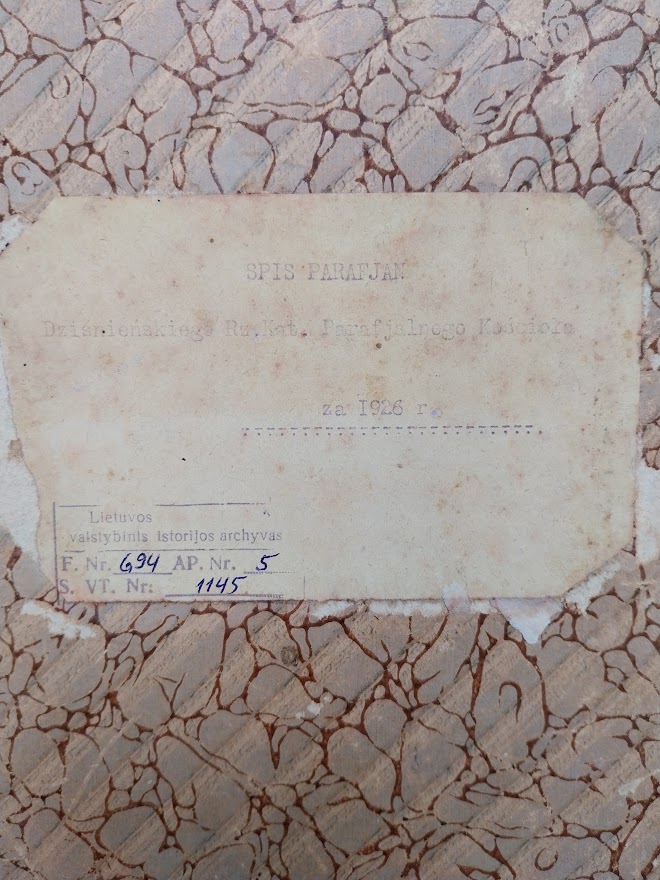 SPIS PARAFJAN
Dziśnieńskiego Rz.Kat. Parafjalnego Kościoła
za I926 r.
Lietuvos
valstybinis istorijos archyvas
F. Nr. 694 AP. Nr. 5
S. VT. Nr: 1145